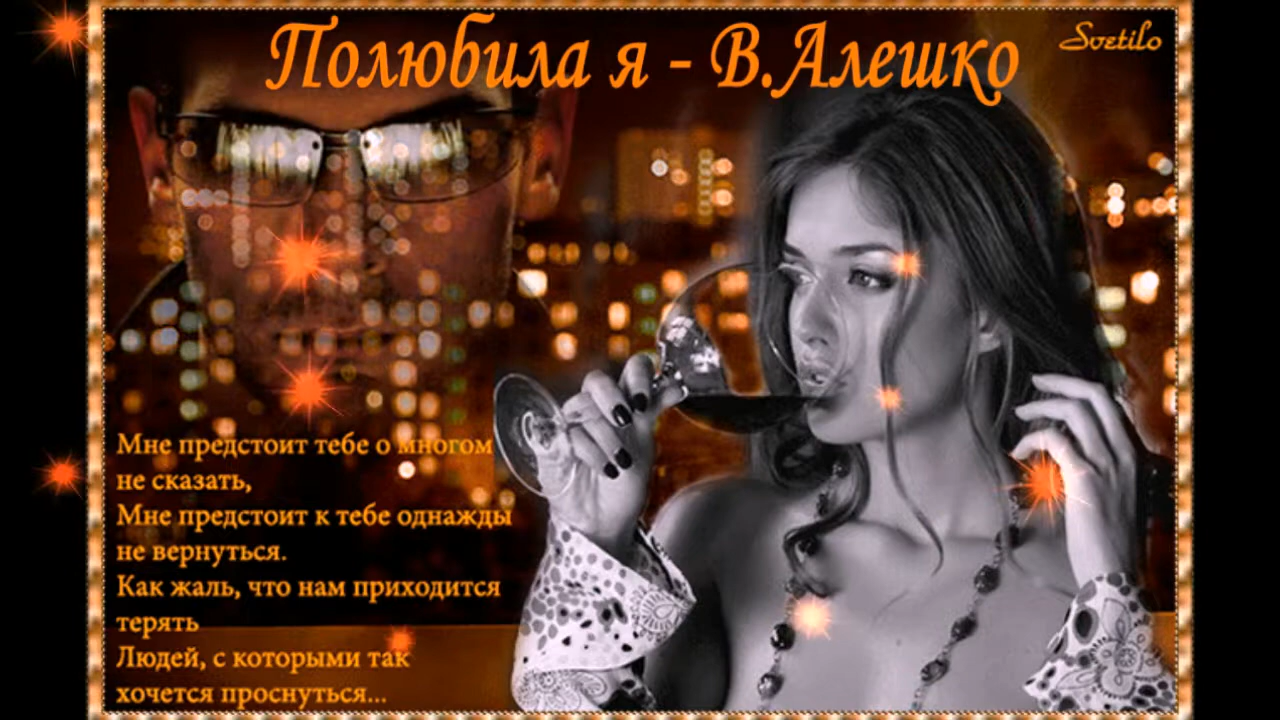 Полюбила я - В.Алешко
Svetilo
Мне предстоит тебе о многом
не сказать,
Мне предстоит к тебе однажды
не вернуться.
Как жаль, что нам приходится
терять
Людей, с которыми так
хочется проснуться...